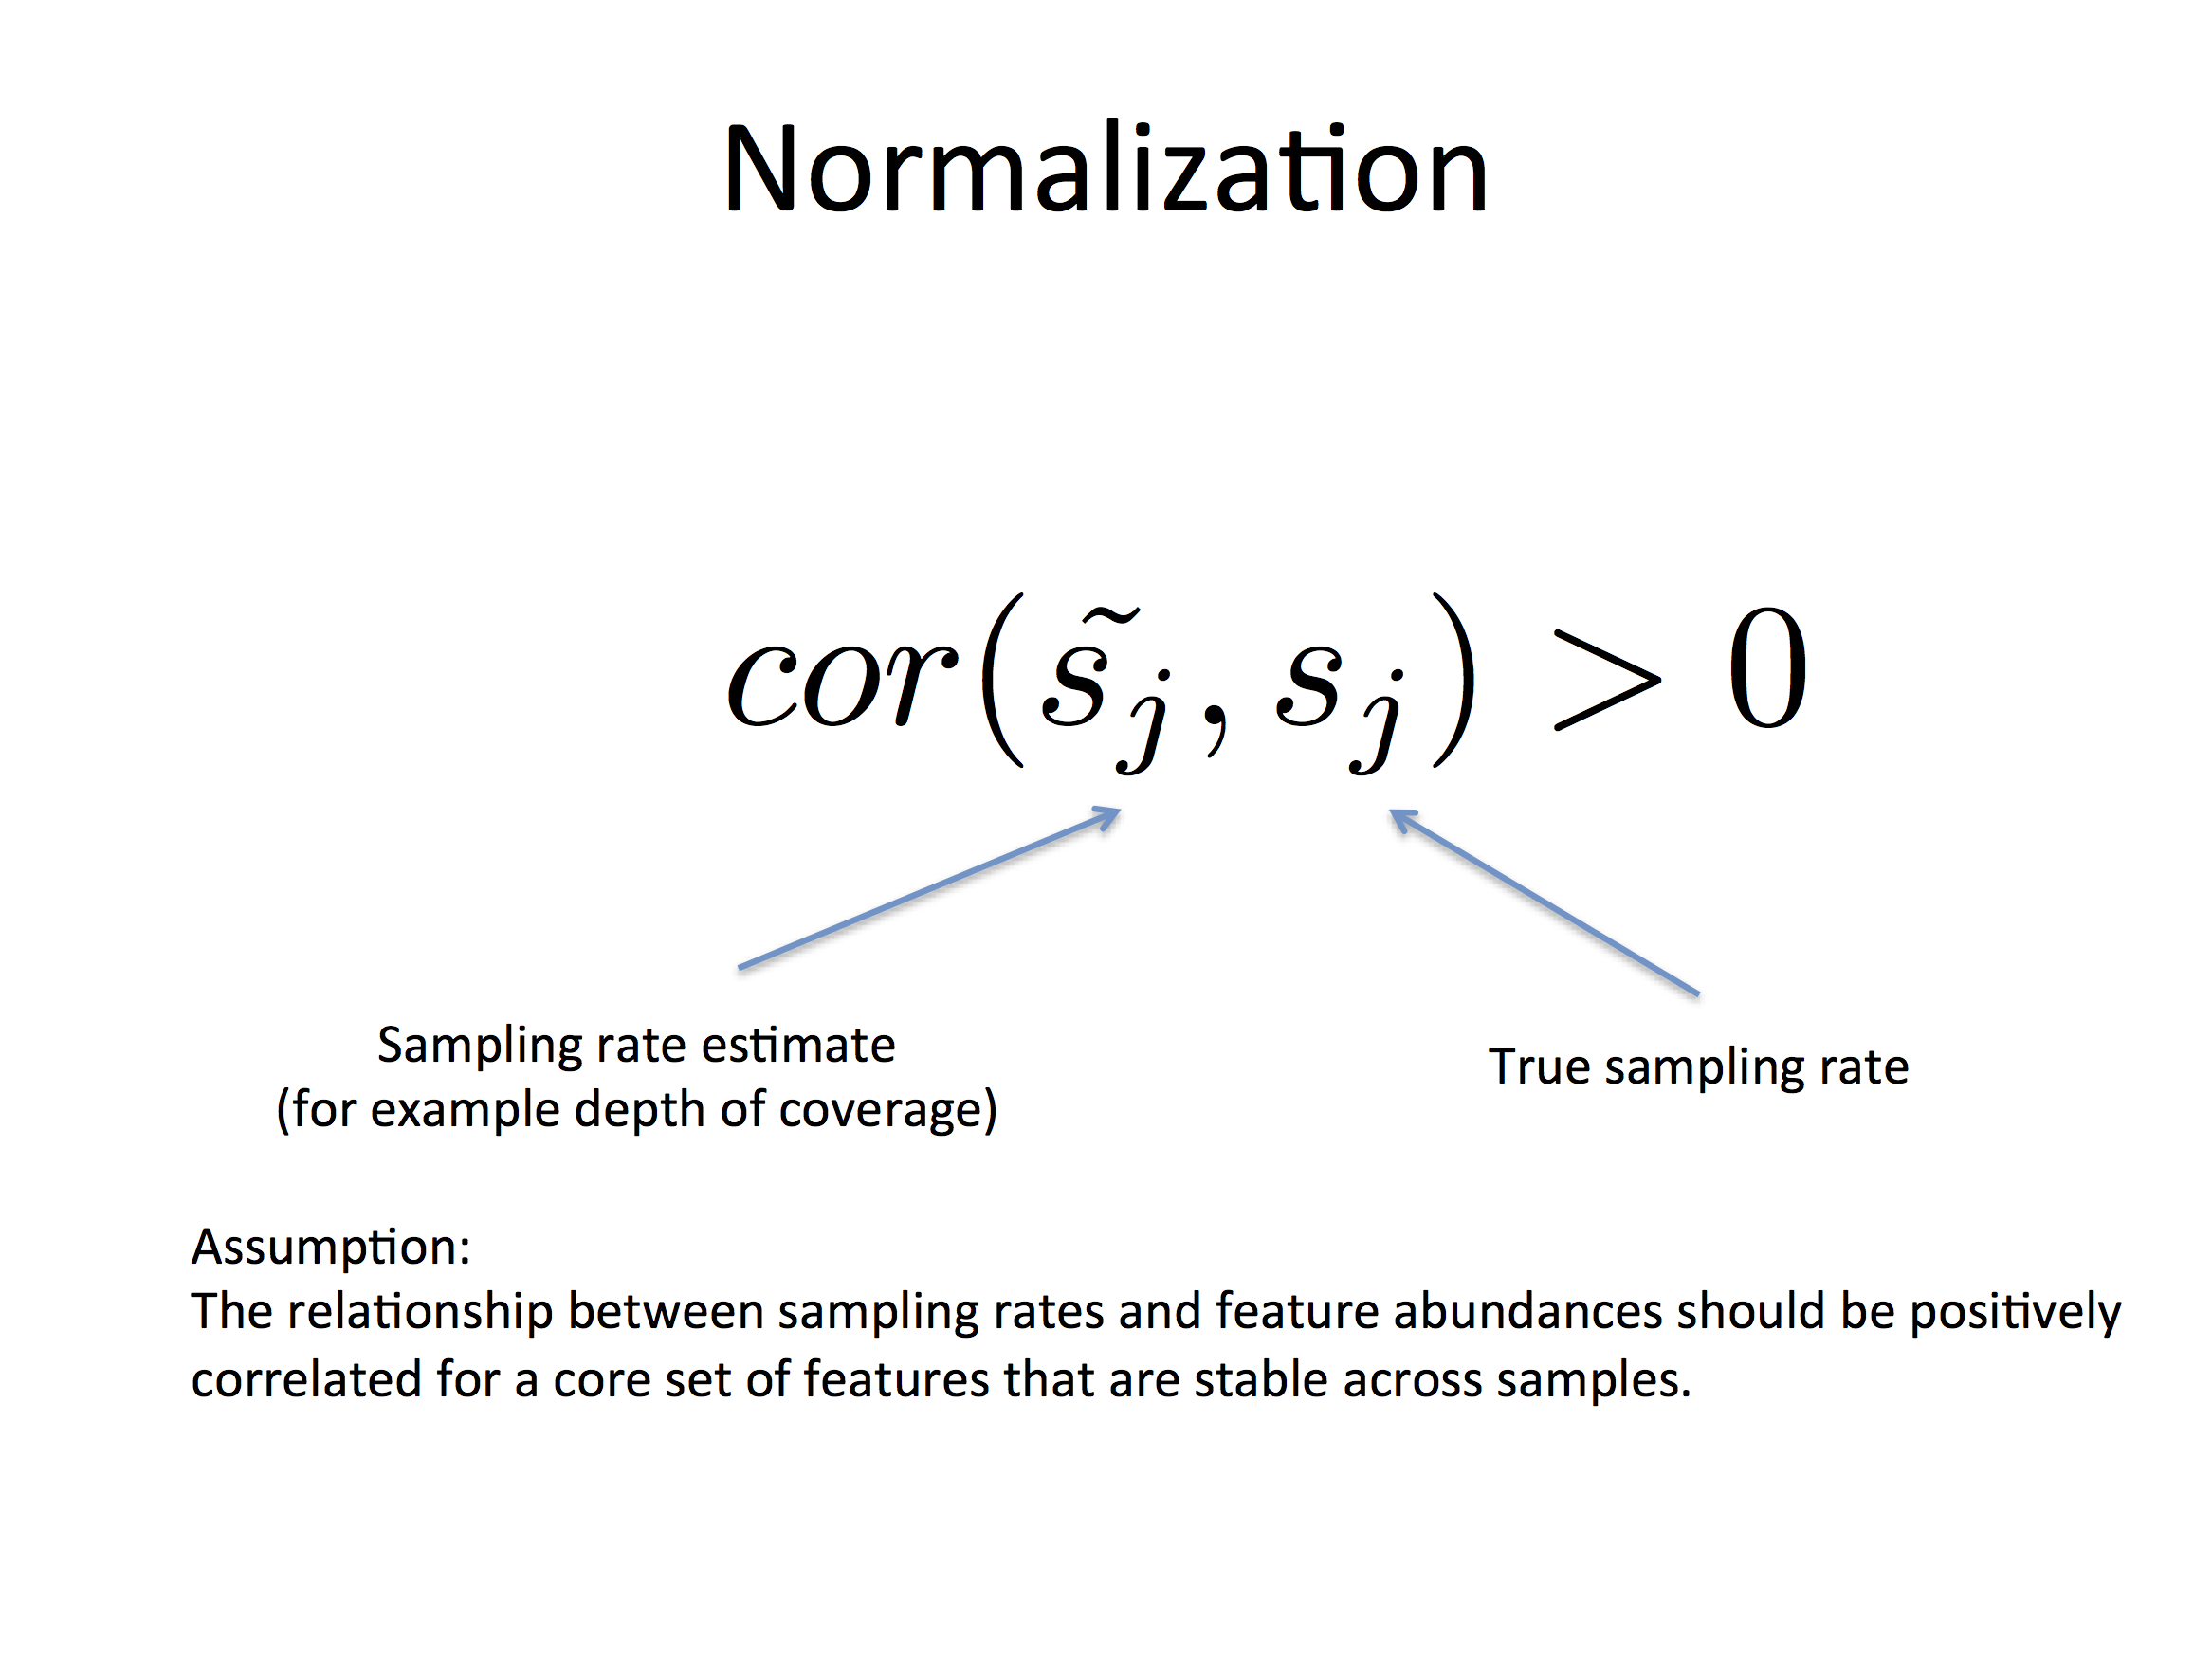 Normalization
cor(s̃_j, s_j) > 0
Sampling rate estimate
(for example depth of coverage)
True sampling rate
Assumption:
The relationship between sampling rates and feature abundances should be positively
correlated for a core set of features that are stable across samples.